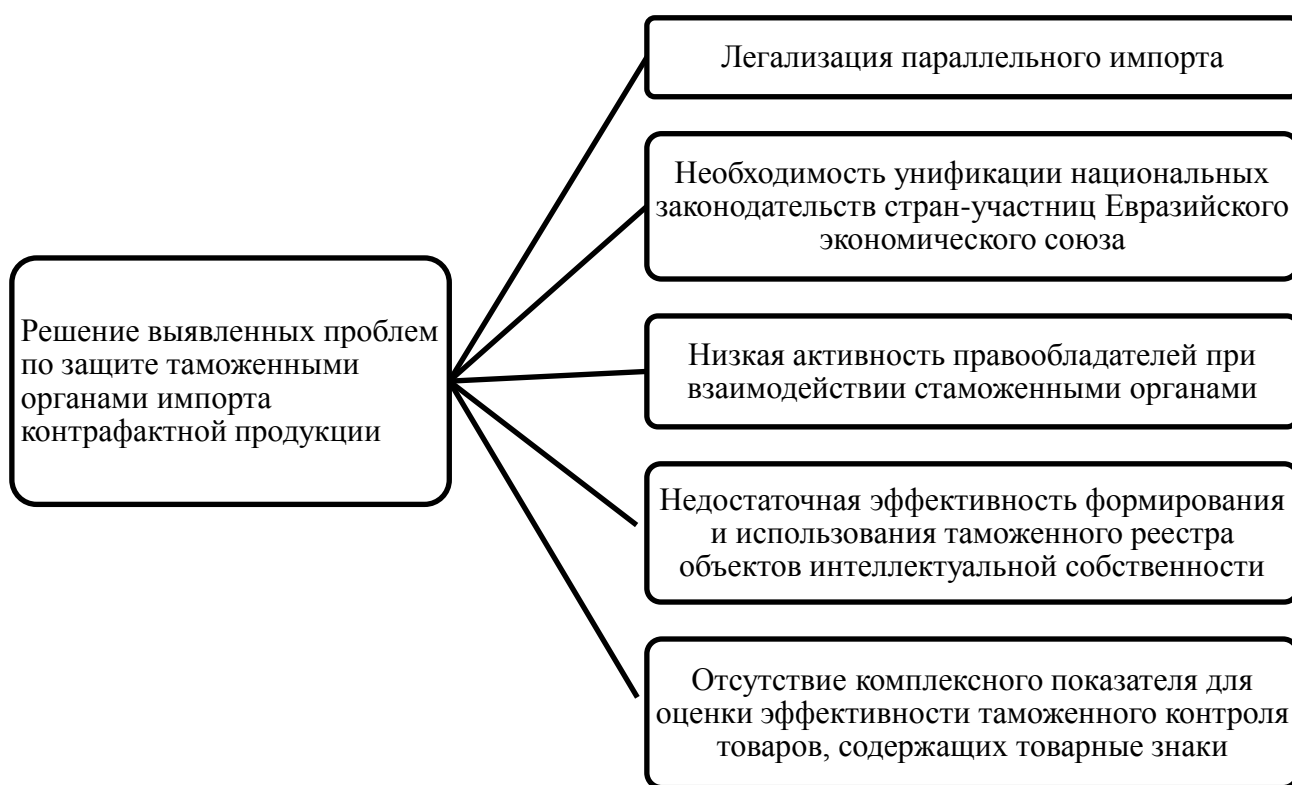 Легализация параллельного импорта
Необходимость унификации национальных
законодательств стран-участниц Евразийского
экономического союза
Решение выявленных проблем
по защите таможенными
органами импорта
контрафактной продукции
Низкая активность правообладателей при
взаимодействии стаможенными органами
Недостаточная эффективность формирования
и использования таможенного реестра
объектов интеллектуальной собственности
Отсутствие комплексного показателя для
оценки эффективности таможенного контроля
товаров, содержащих товарные знаки